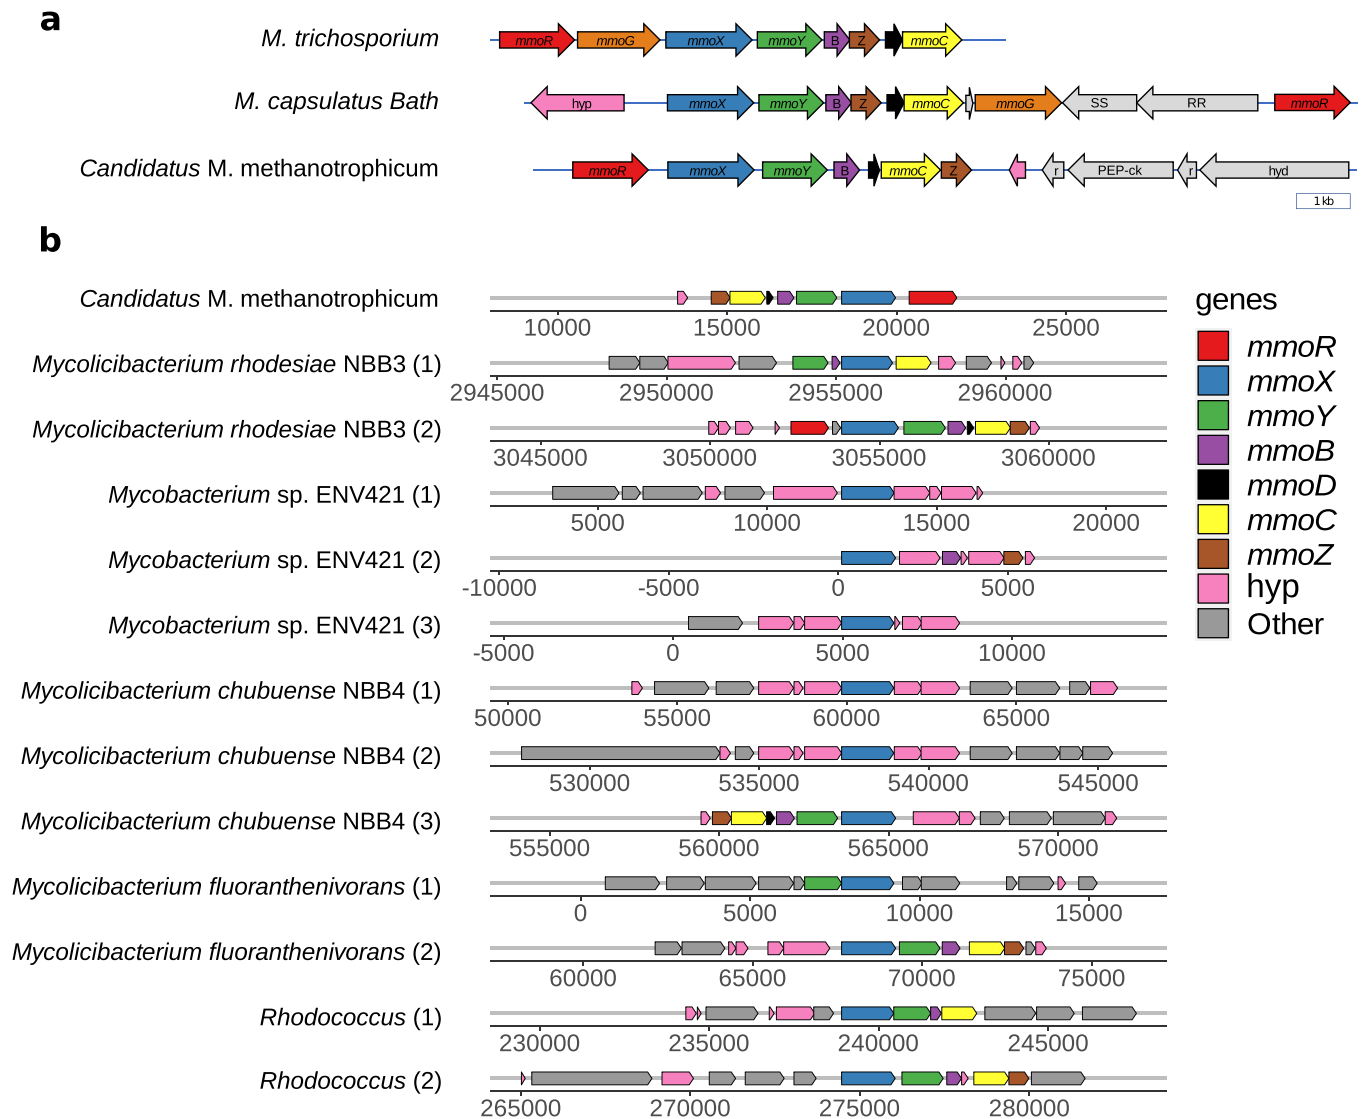 a
M. trichosporium
mmoR mmoG mmoX mmoY B Z mmoC
M. capsulatus Bath
hyp mmoX mmoY B Z mmoC mmoG SS RR mmoR
Candidatus M. methanotrophicum
mmoR mmoX mmoY B mmoC Z r PEP-ck r hyd
1 kb
b
Candidatus M. methanotrophicum
10000 15000 20000 25000
Mycolicibacterium rhodesiae NBB3 (1)
2945000 2950000 2955000 2960000
Mycolicibacterium rhodesiae NBB3 (2)
3045000 3050000 3055000 3060000
Mycobacterium sp. ENV421 (1)
5000 10000 15000 20000
Mycobacterium sp. ENV421 (2)
-10000 -5000 0 5000
Mycobacterium sp. ENV421 (3)
-5000 0 5000 10000
Mycolicibacterium chubuense NBB4 (1)
50000 55000 60000 65000
Mycolicibacterium chubuense NBB4 (2)
530000 535000 540000 545000
Mycolicibacterium chubuense NBB4 (3)
555000 560000 565000 570000
Mycolicibacterium fluoranthenivorans (1)
0 5000 10000 15000
Mycolicibacterium fluoranthenivorans (2)
60000 65000 70000 75000
Rhodococcus (1)
230000 235000 240000 245000
Rhodococcus (2)
265000 270000 275000 280000
genes
mmoR
mmoX
mmoY
mmoB
mmoD
mmoC
mmoZ
hyp
Other